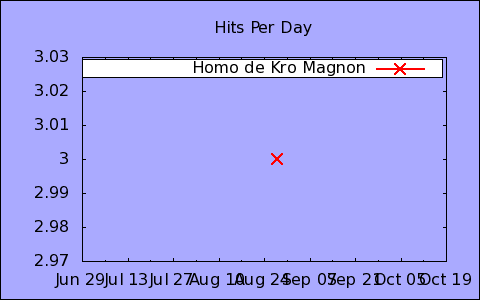 Hits Per Day
3.03
Homo de Kro Magnon
3.02
3.01
3
2.99
2.98
2.97
Jun 29 Jul 13 Jul 27 Aug 10 Aug 24 Sep 07 Sep 21 Oct 05 Oct 19